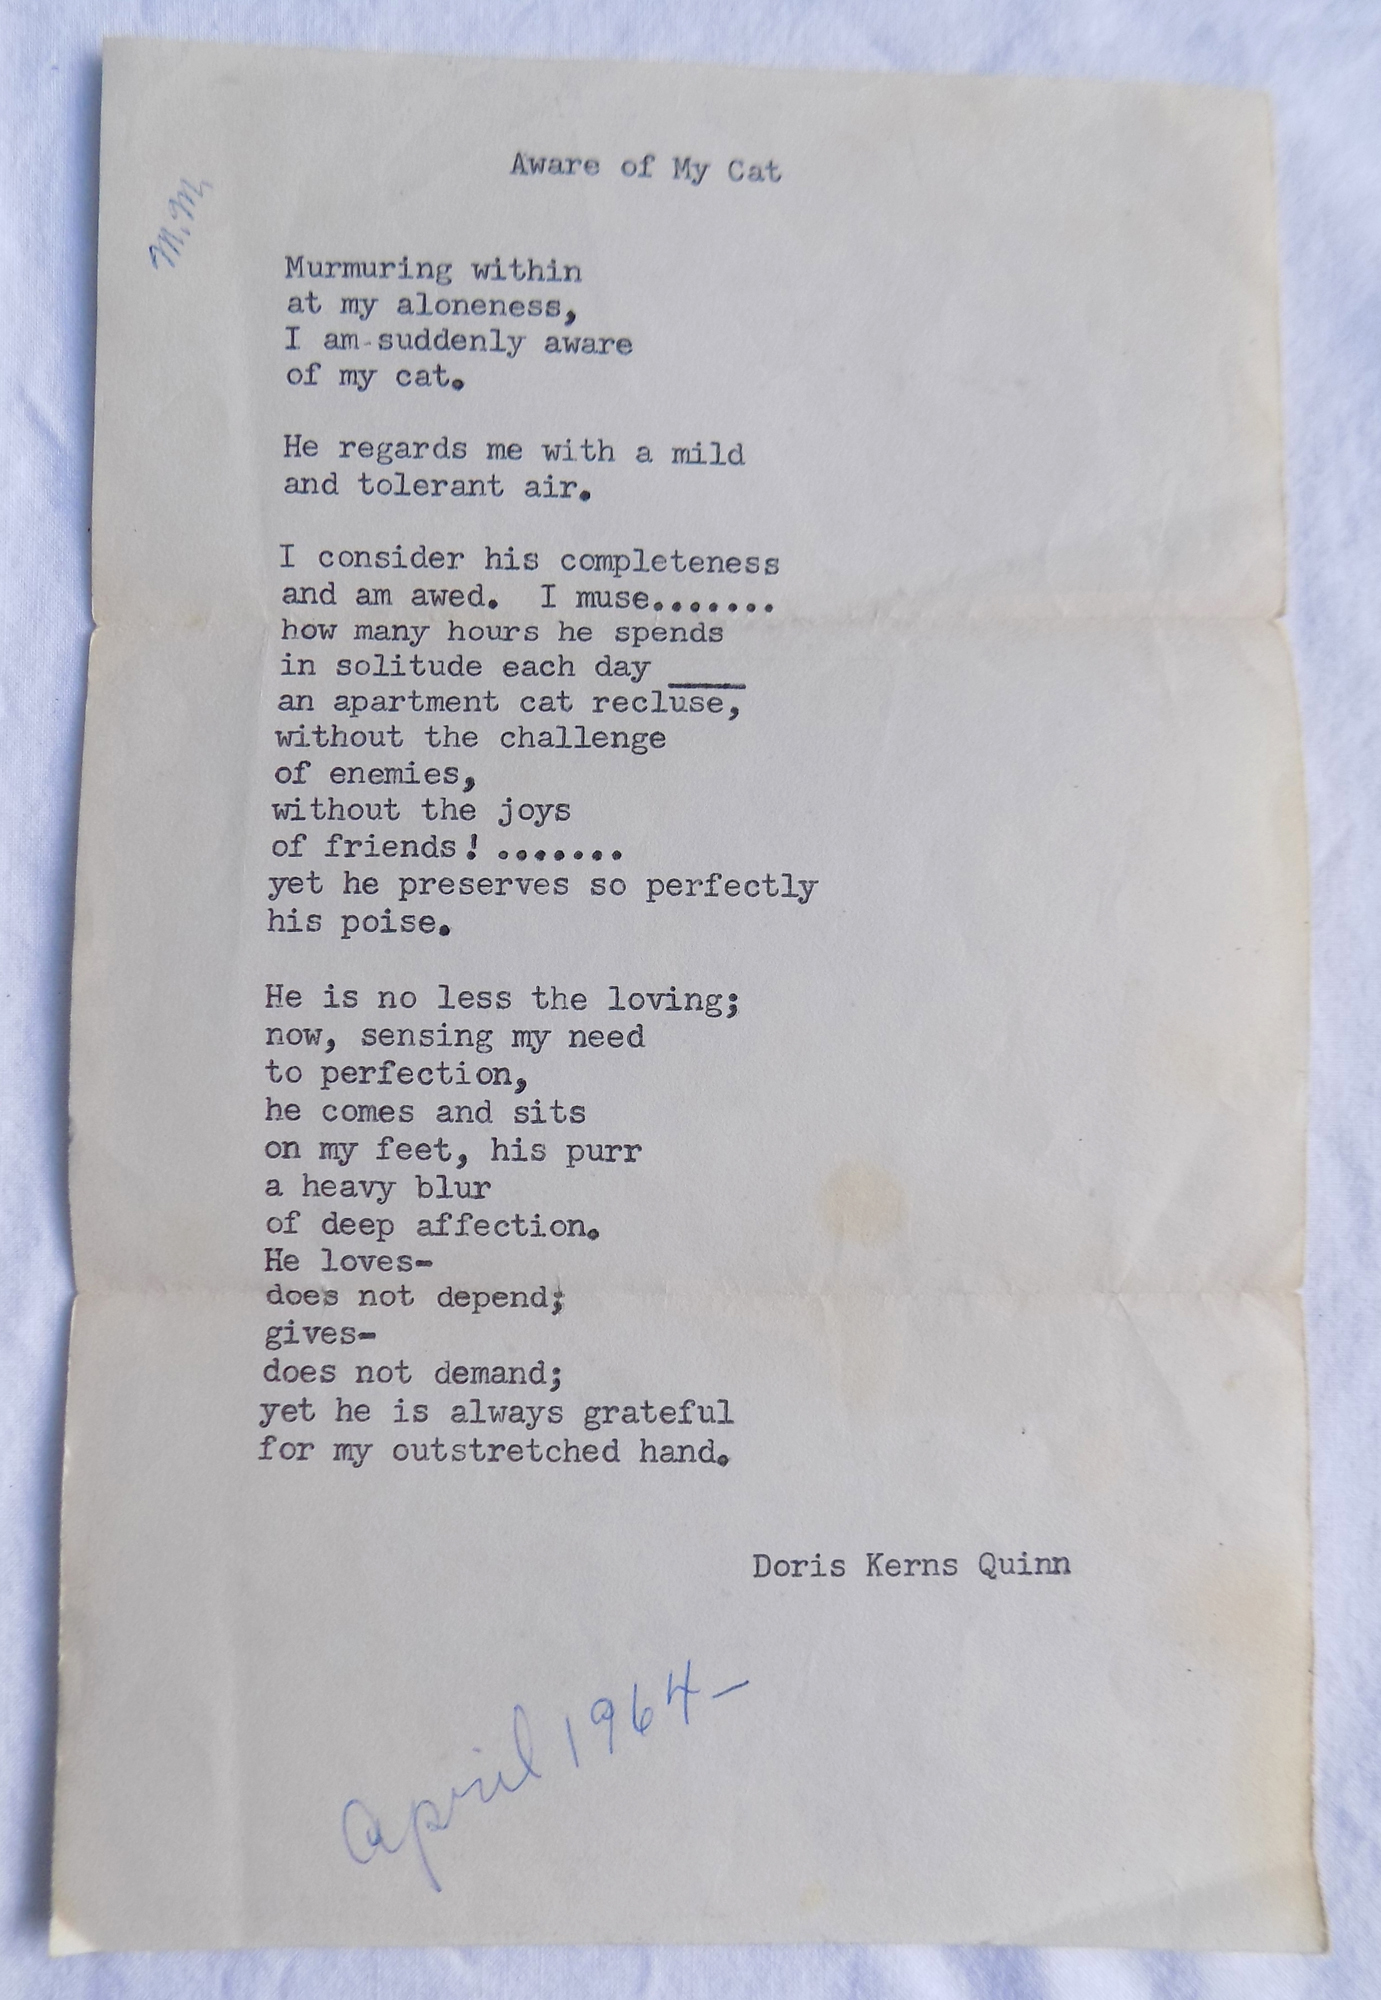 Aware of My Cat
M.M.
Murmuring within
at my aloneness,
I am-suddenly aware
of my cat.
He regards me with a mild
and tolerant air.
I consider his completeness
and am awed.  I muse.......
how many hours he spends
in solitude each day ____
an apartment cat recluse,
without the challenge
of enemies,
without the joys
of friends! .......
yet he preserves so perfectly
his poise.
He is no less the loving;
now, sensing my need
to perfection,
he comes and sits
on my feet, his purr
a heavy blur
of deep affection.
He loves-
does not depend;
gives-
does not demand;
yet he is always grateful
for my outstretched hand.
Doris Kerns Quinn
April 1964-